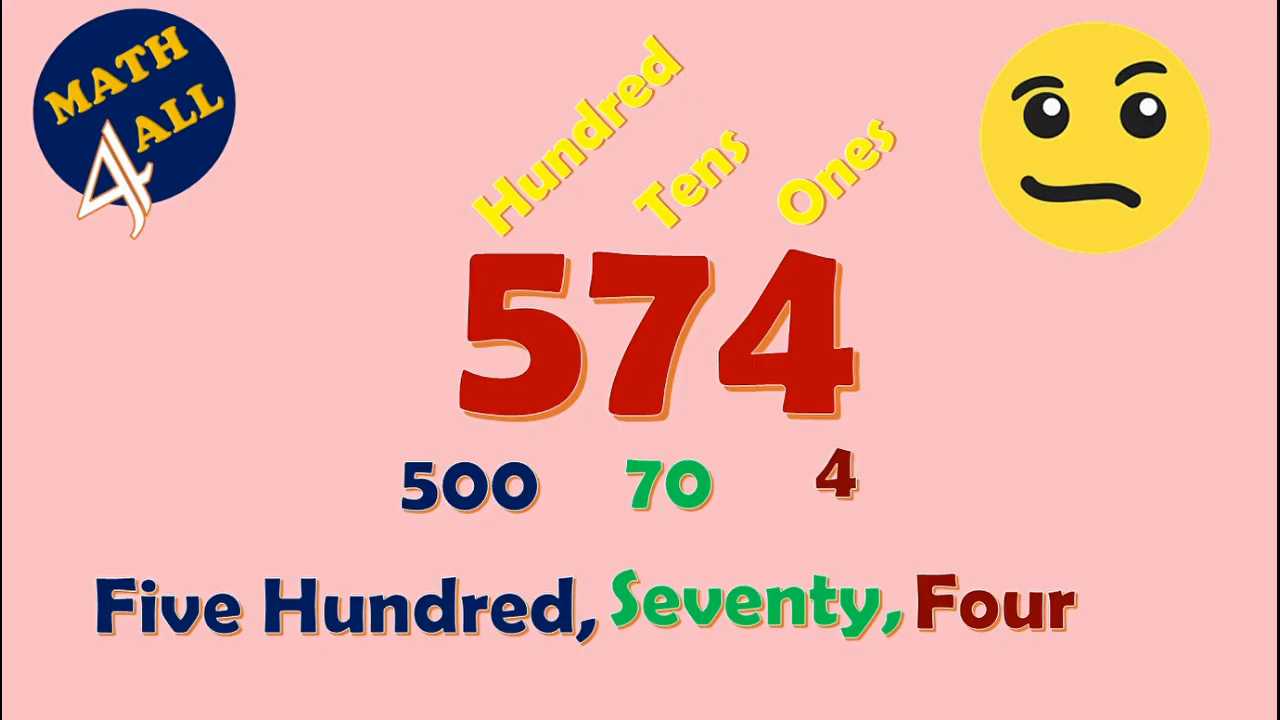 MATH
4 ALL
Hundred Tens Ones
574
500 70 4
Five Hundred, Seventy, Four